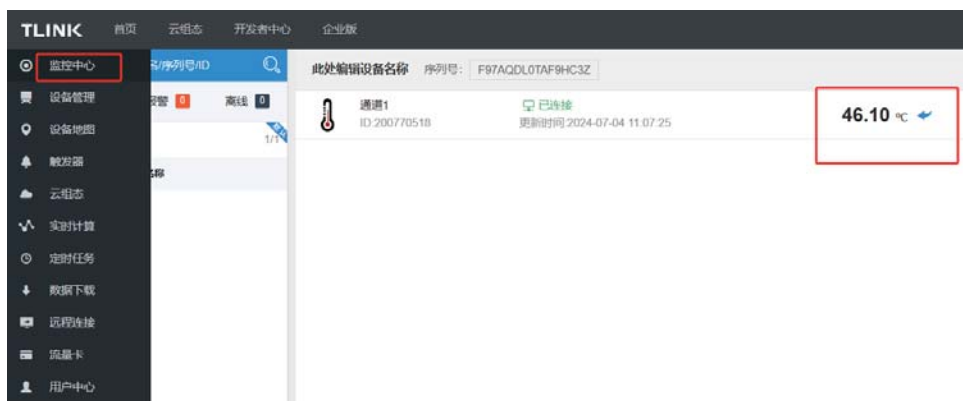 TLINK 首页 云组态 开发者中心 企业版
监控中心
设备管理
设备地图
触发器
云组态
实时计算
定时任务
数据下载
远程连接
流量卡
用户中心
/序列号/ID
报警 0 离线 0
1/1
名称
此处编辑设备名称 序列号: F97AQDL0TAF9HC3Z
通道1 已连接
ID:200770518 更新时间:2024-07-04 11:07:25
46.10 ℃